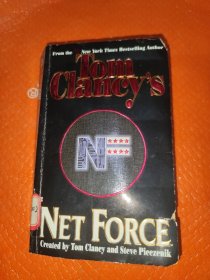 From the New York Times Bestselling Author
Tom
Clancy's
NF
NET FORCE
Created by Tom Clancy and Steve Pieczenik